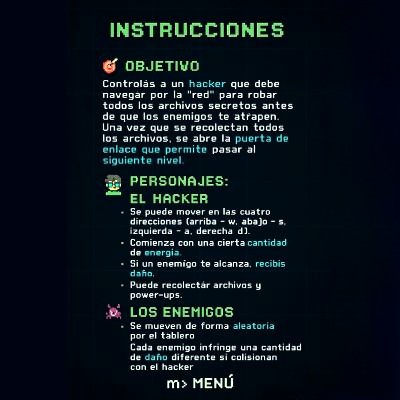 INSTRUCCIONES
OBJETIVO
Controlás a un hacker que debe
navegar por la "red" para robar
todos los archivos secretos antes
de que los enemigos te atrapen.
Una vez que se recolectan todos
los archivos, se abre la puerta de
enlace que permite pasar al
siguiente nivel.
PERSONAJES:
EL HACKER
- Se puede mover en las cuatro
direcciones (arriba - w, abajo - s,
izquierda - a, derecha d).
- Comienza con una cierta cantidad
de energía.
- Si un enemigo te alcanza, recibís
daño.
- Puede recolectár archivos y
power-ups.
LOS ENEMIGOS
- Se mueven de forma aleatoria
por el tablero
Cada enemigo infringe una cantidad
de daño diferente si colisionan
con el hacker
m> MENÚ